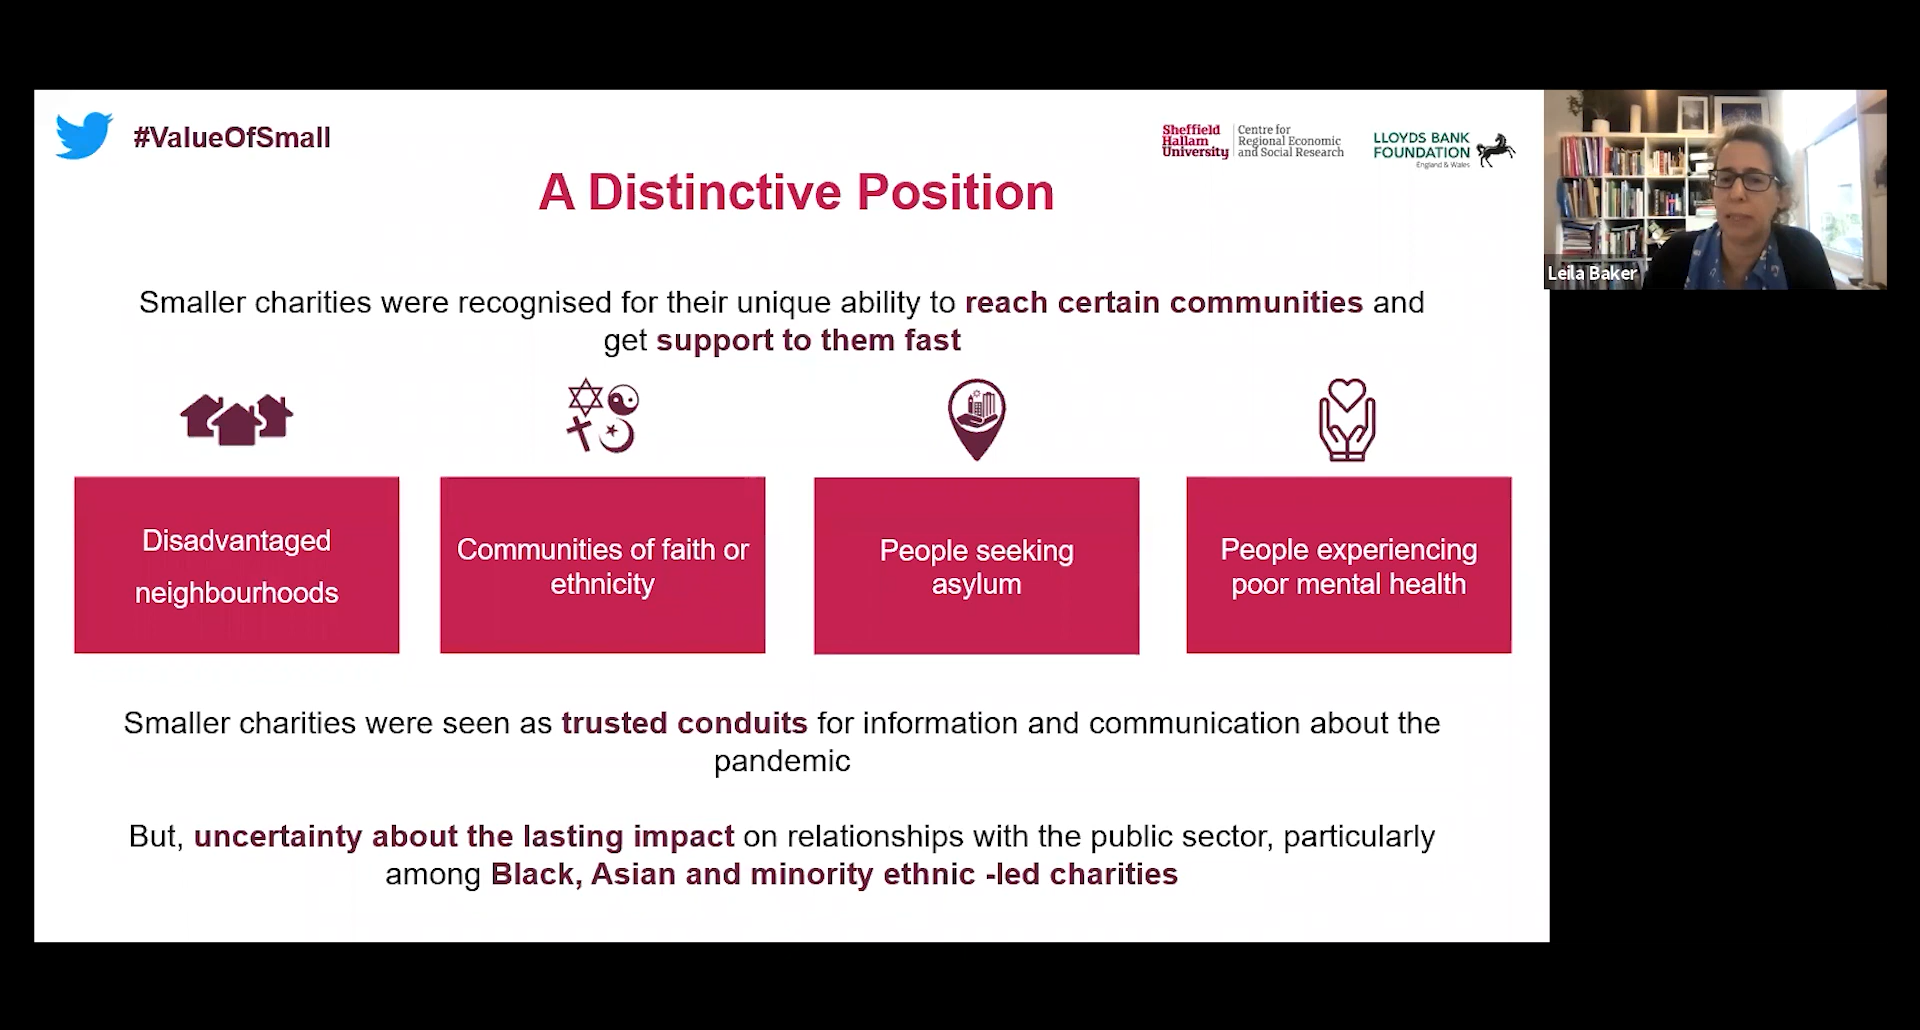 #ValueOfSmall
Sheffield
Hallam
University
Centre for
Regional Economic
and Social Research
LLOYDS BANK
FOUNDATION
England & Wales
A Distinctive Position
Leila Baker
Smaller charities were recognised for their unique ability to reach certain communities and
get support to them fast
Disadvantaged
neighbourhoods
Communities of faith or
ethnicity
People seeking
asylum
People experiencing
poor mental health
Smaller charities were seen as trusted conduits for information and communication about the
pandemic
But, uncertainty about the lasting impact on relationships with the public sector, particularly
among Black, Asian and minority ethnic -led charities